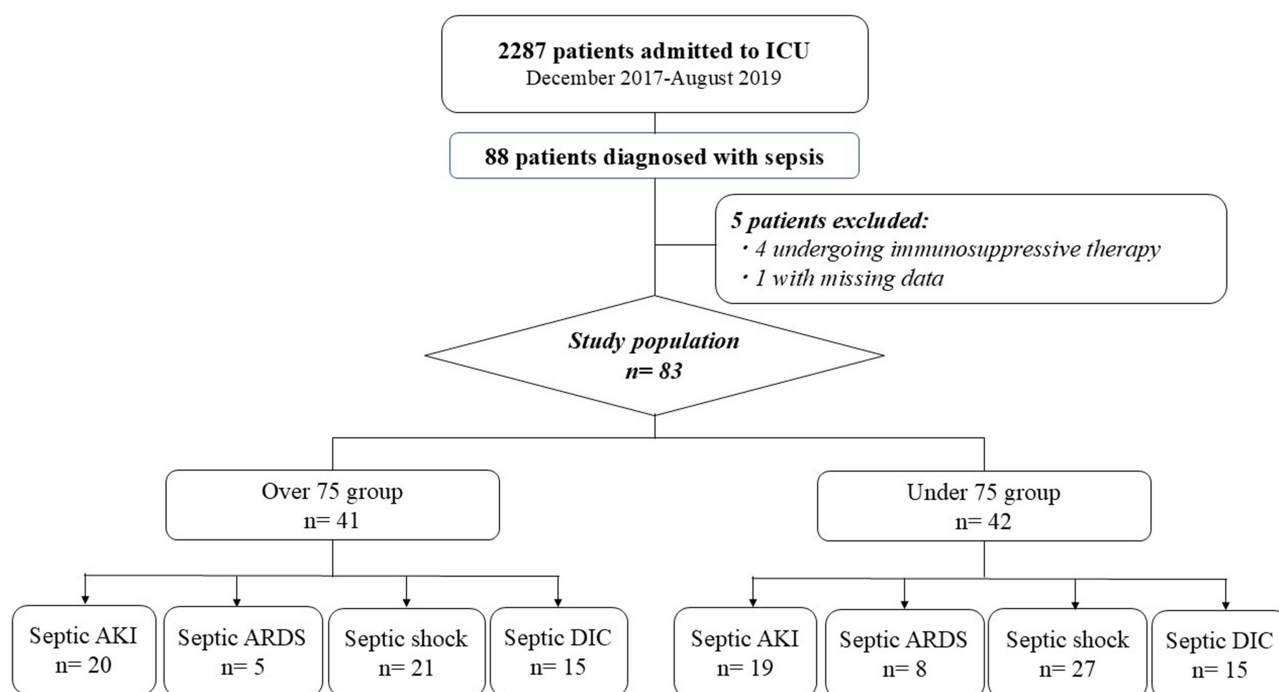 2287 patients admitted to ICU
December 2017-August 2019
88 patients diagnosed with sepsis
5 patients excluded:
・4 undergoing immunosuppressive therapy
・1 with missing data
Study population
n= 83
Over 75 group
n= 41
Under 75 group
n= 42
Septic AKI
n= 20
Septic ARDS
n= 5
Septic shock
n= 21
Septic DIC
n= 15
Septic AKI
n= 19
Septic ARDS
n= 8
Septic shock
n= 27
Septic DIC
n= 15